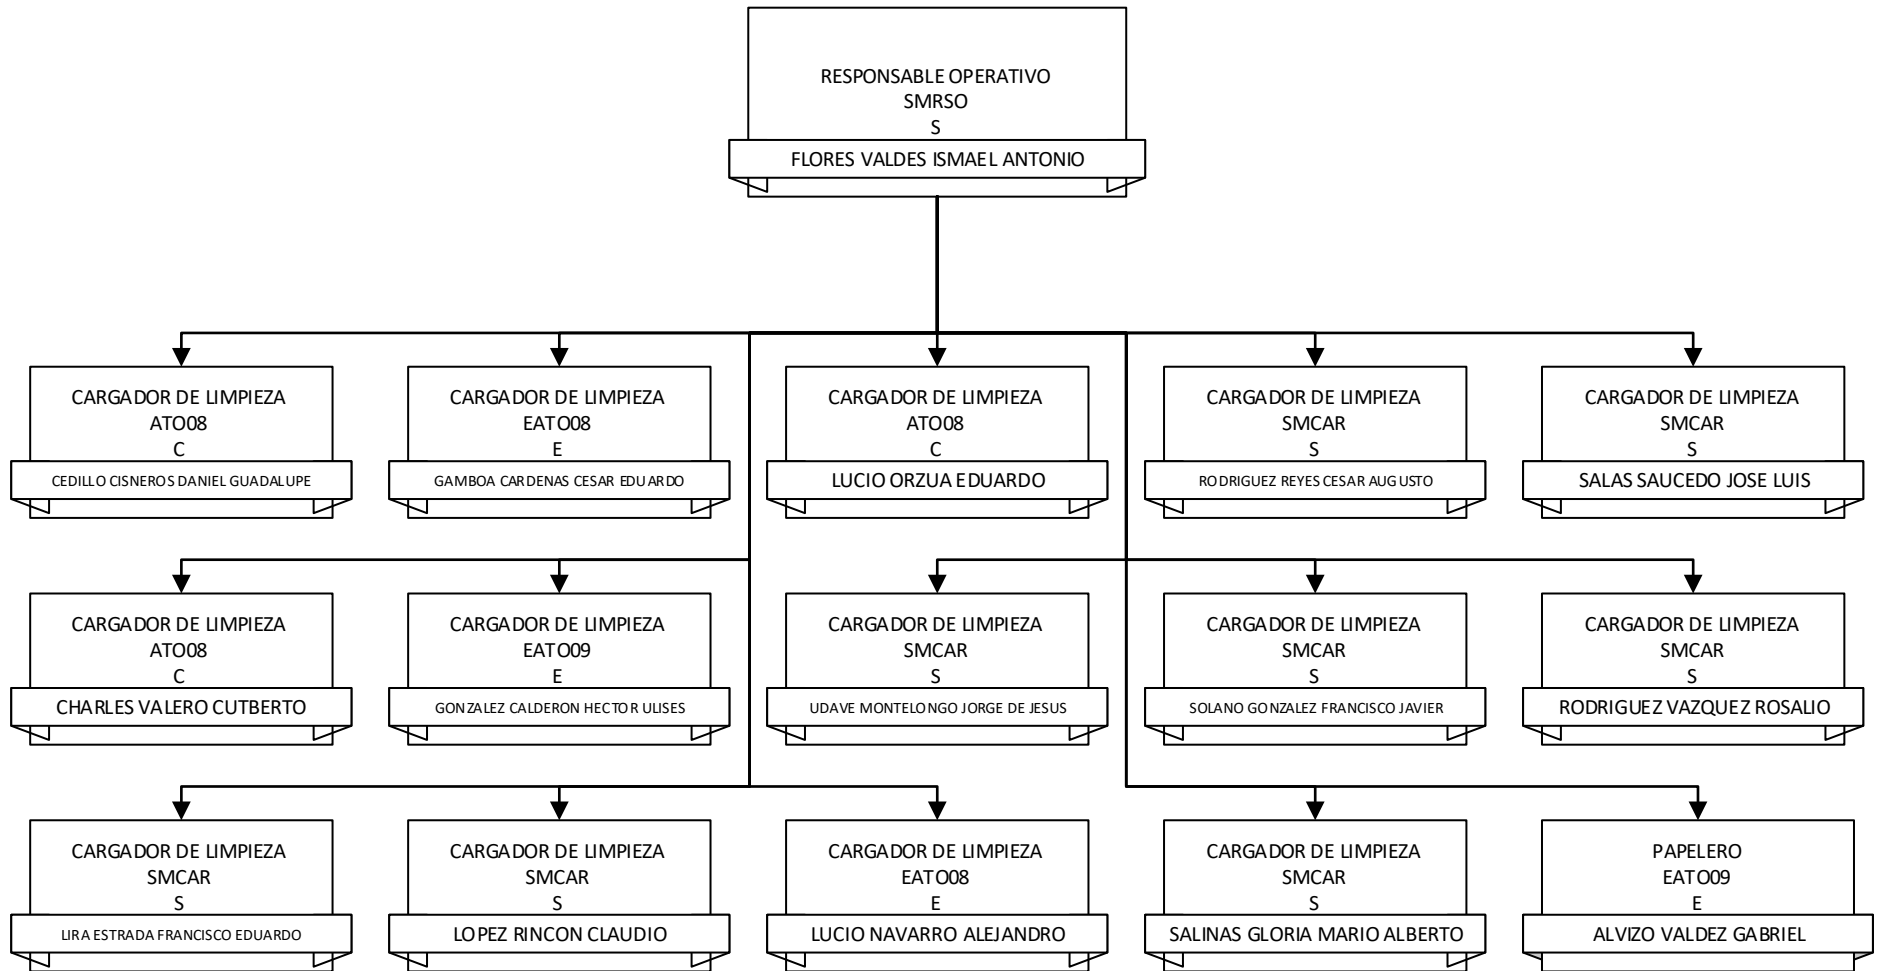 RESPONSABLE OPERATIVO
SMRSO
S
FLORES VALDES ISMAEL ANTONIO
CARGADOR DE LIMPIEZA
ATO08
C
CEDILLO CISNEROS DANIEL GUADALUPE
CARGADOR DE LIMPIEZA
EATO08
E
GAMBOA CARDENAS CESAR EDUARDO
CARGADOR DE LIMPIEZA
ATO08
C
LUCIO ORZUA EDUARDO
CARGADOR DE LIMPIEZA
SMCAR
S
RODRIGUEZ REYES CESAR AUGUSTO
CARGADOR DE LIMPIEZA
SMCAR
S
SALAS SAUCEDO JOSE LUIS
CARGADOR DE LIMPIEZA
ATO08
C
CHARLES VALERO CUTBERTO
CARGADOR DE LIMPIEZA
EATO09
E
GONZALEZ CALDERON HECTOR ULISES
CARGADOR DE LIMPIEZA
SMCAR
S
UDAVE MONTELONGO JORGE DE JESUS
CARGADOR DE LIMPIEZA
SMCAR
S
SOLANO GONZALEZ FRANCISCO JAVIER
CARGADOR DE LIMPIEZA
SMCAR
S
RODRIGUEZ VAZQUEZ ROSALIO
CARGADOR DE LIMPIEZA
SMCAR
S
LIRA ESTRADA FRANCISCO EDUARDO
CARGADOR DE LIMPIEZA
SMCAR
S
LOPEZ RINCON CLAUDIO
CARGADOR DE LIMPIEZA
EATO08
E
LUCIO NAVARRO ALEJANDRO
CARGADOR DE LIMPIEZA
SMCAR
S
SALINAS GLORIA MARIO ALBERTO
PAPELERO
EATO09
E
ALVIZO VALDEZ GABRIEL